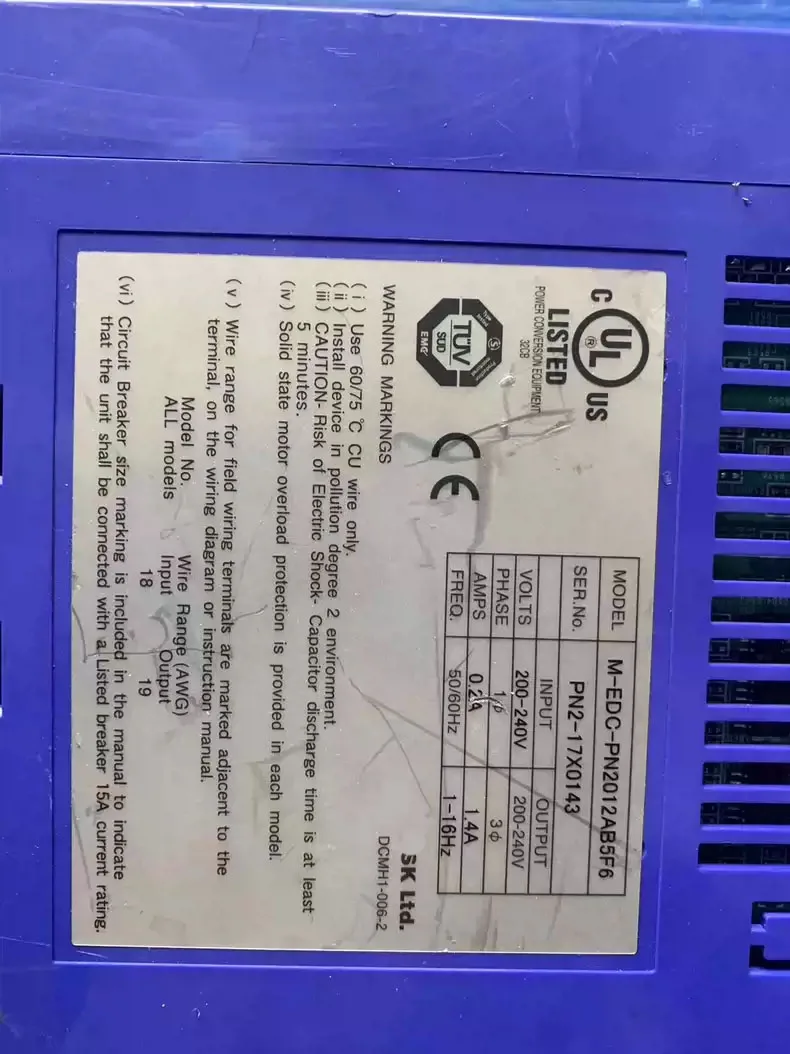 C UL US
®
LISTED
POWER CONVERSION EQUIPMENT
32CB
TÜV
SÜD
EMG
CE
MODEL M-EDC-PN2012AB5F6
SER.No. PN2-17X0143
INPUT OUTPUT
VOLTS 200-240V 200-240V
PHASE 1φ 3φ
AMPS 3φ 1.4A
FREQ. 50/60Hz 1-16Hz
SK Ltd.
DCMH1-006-2
WARNING MARKINGS
(i) Use 60/75 ℃ CU wire only.
(ii) Install device in pollution degree 2 environment.
(iii) CAUTION- Risk of Electric Shock- Capacitor discharge time is at least
5 minutes.
(iv) Solid state motor overload protection is provided in each model.
(v) Wire range for field wiring terminals are marked adjacent to the
terminal, on the wiring diagram or instruction manual.
Model No. Wire Range (AWG)
ALL models Input Output
18 19
(vi) Circuit Breaker size marking is included in the manual to indicate
that the unit shall be connected with a Listed breaker 15A current rating.